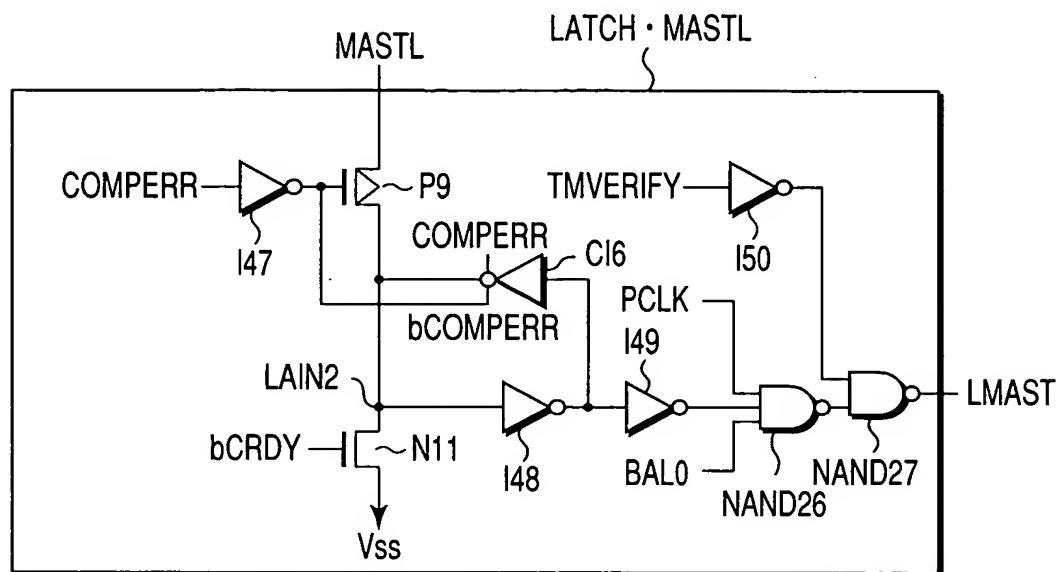 LATCH · MASTL
MASTL
COMPERR
P9
TMVERIFY
I47
I50
COMPERR
CI6
bCOMPERR
PCLK
I49
LAIN2
LMAST
bCRDY
N11
I48
BAL0
NAND26
NAND27
Vss